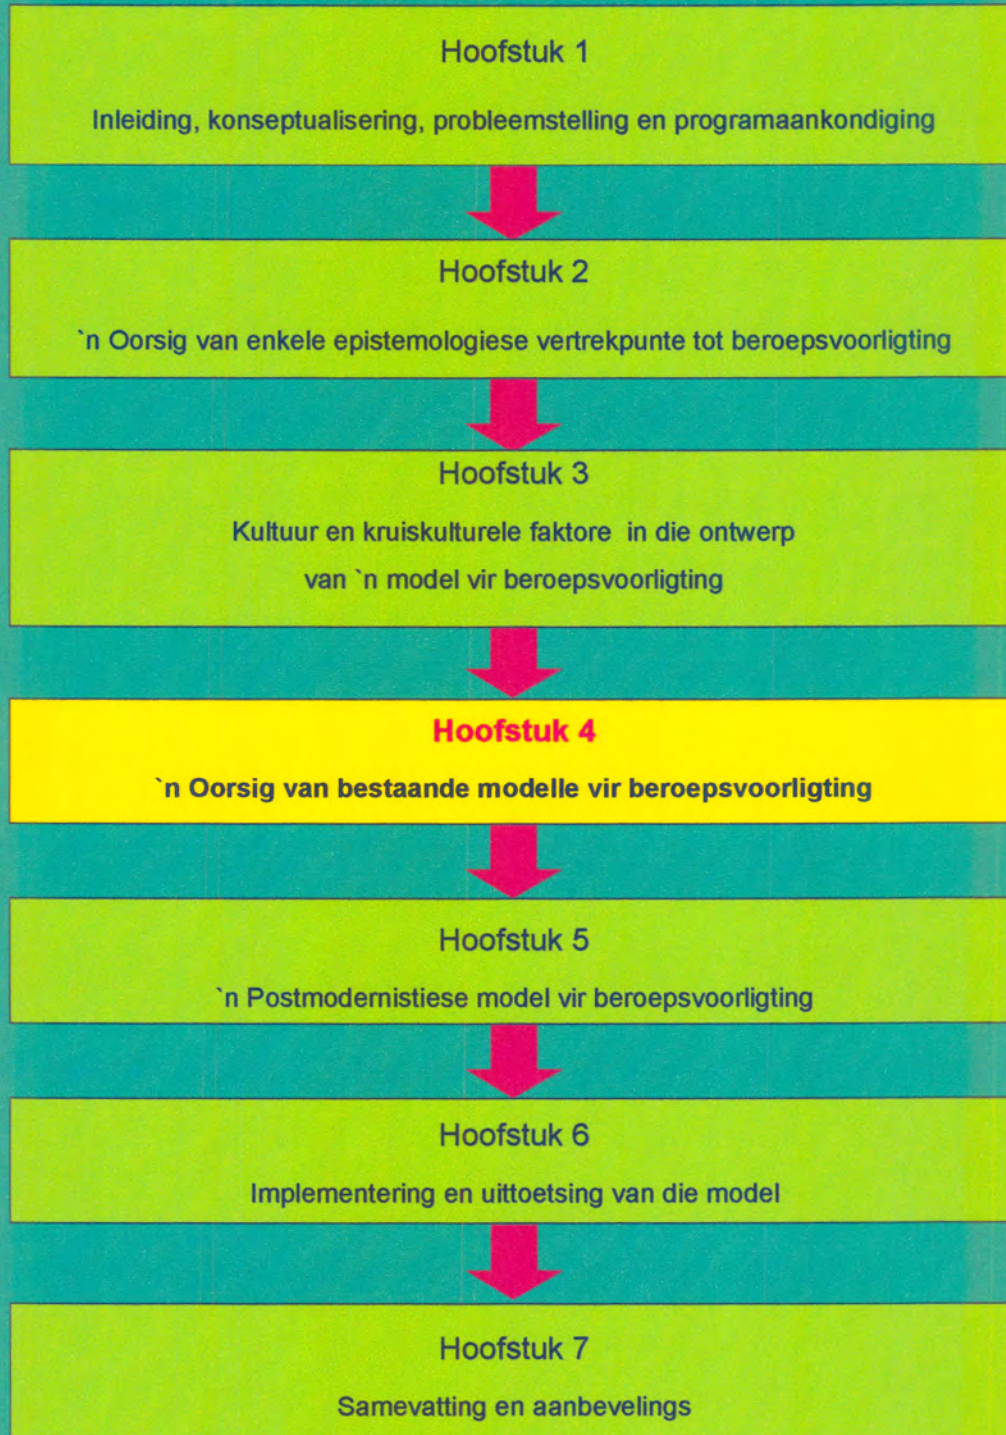 Hoofstuk 1
Inleiding, konseptualisering, probleemstelling en programaankondiging
Hoofstuk 2
`n Oorsig van enkele epistemologiese vertrekpunte tot beroepsvoorligting
Hoofstuk 3
Kultuur en kruiskulturele faktore in die ontwerp
van `n model vir beroepsvoorligting
Hoofstuk 4
`n Oorsig van bestaande modelle vir beroepsvoorligting
Hoofstuk 5
`n Postmodernistiese model vir beroepsvoorligting
Hoofstuk 6
Implementering en uittoetsing van die model
Hoofstuk 7
Samevatting en aanbevelings